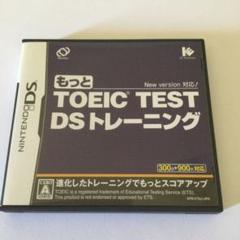 NINTENDO DS
もっと
New version 対応!
TOEIC® TEST
DSトレーニング
300点▶900点 対応
進化したトレーニングでもっとスコアアップ
TOEIC is a registered trademark of Educational Testing Service (ETS).
This product is not endorsed or approved by ETS.